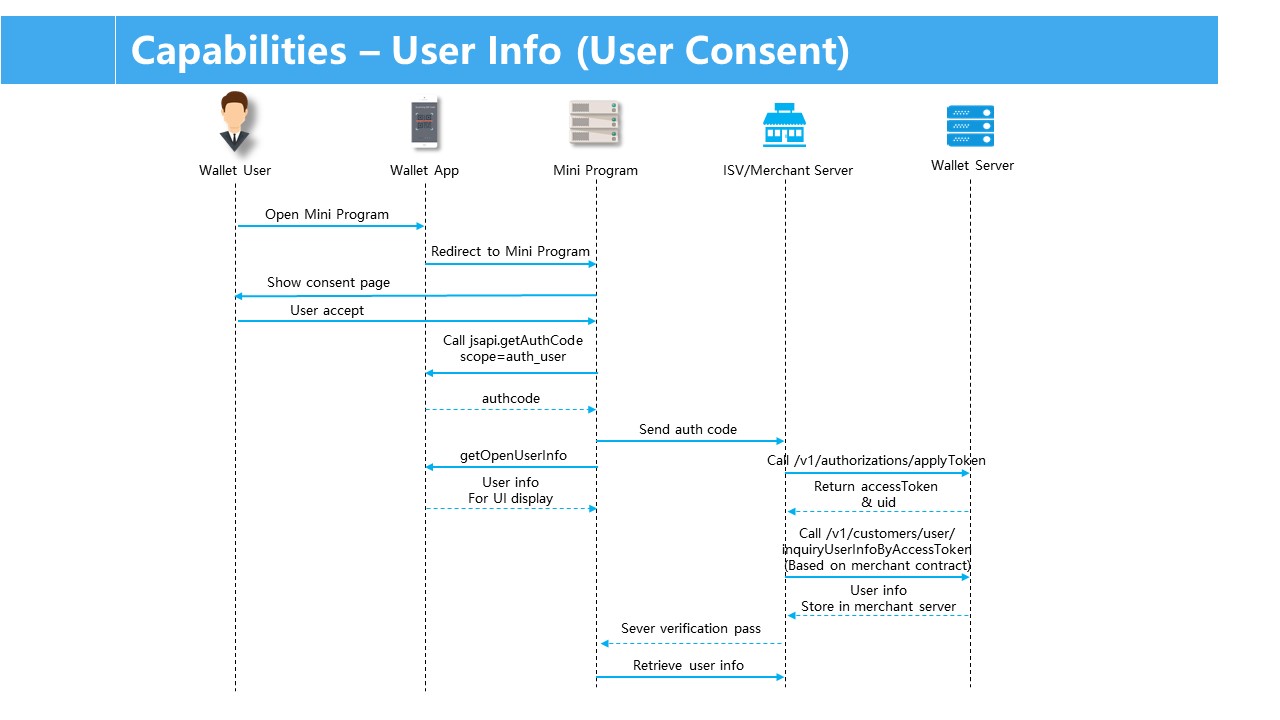 Capabilities – User Info (User Consent)
Wallet User
Wallet App
Mini Program
ISV/Merchant Server
Wallet Server
Open Mini Program
Redirect to Mini Program
Show consent page
User accept
Call jsapi.getAuthCode
scope=auth_user
authcode
Send auth code
getOpenUserInfo
Call /v1/authorizations/applyToken
User info
For UI display
Return accessToken
& uid
Call /v1/customers/user/
inquiryUserInfoByAccessToken
(Based on merchant contract)
User info
Store in merchant server
Sever verification pass
Retrieve user info